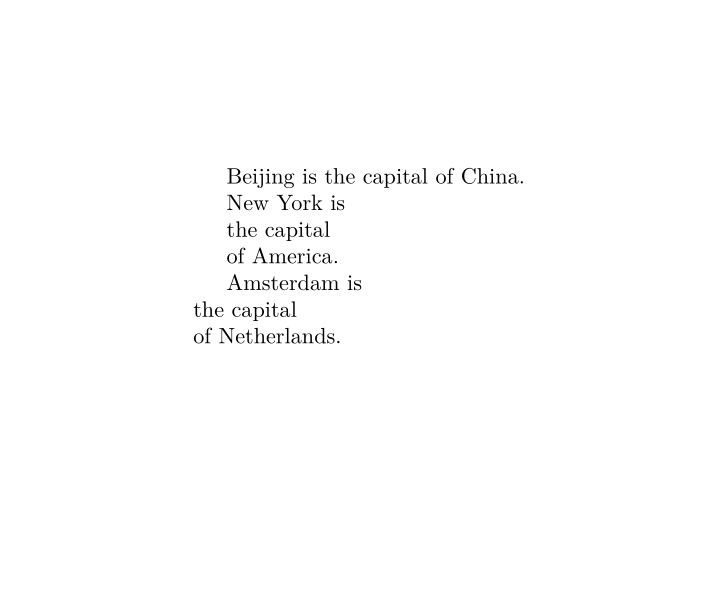 Beijing is the capital of China.
New York is
the capital
of America.
Amsterdam is
the capital
of Netherlands.